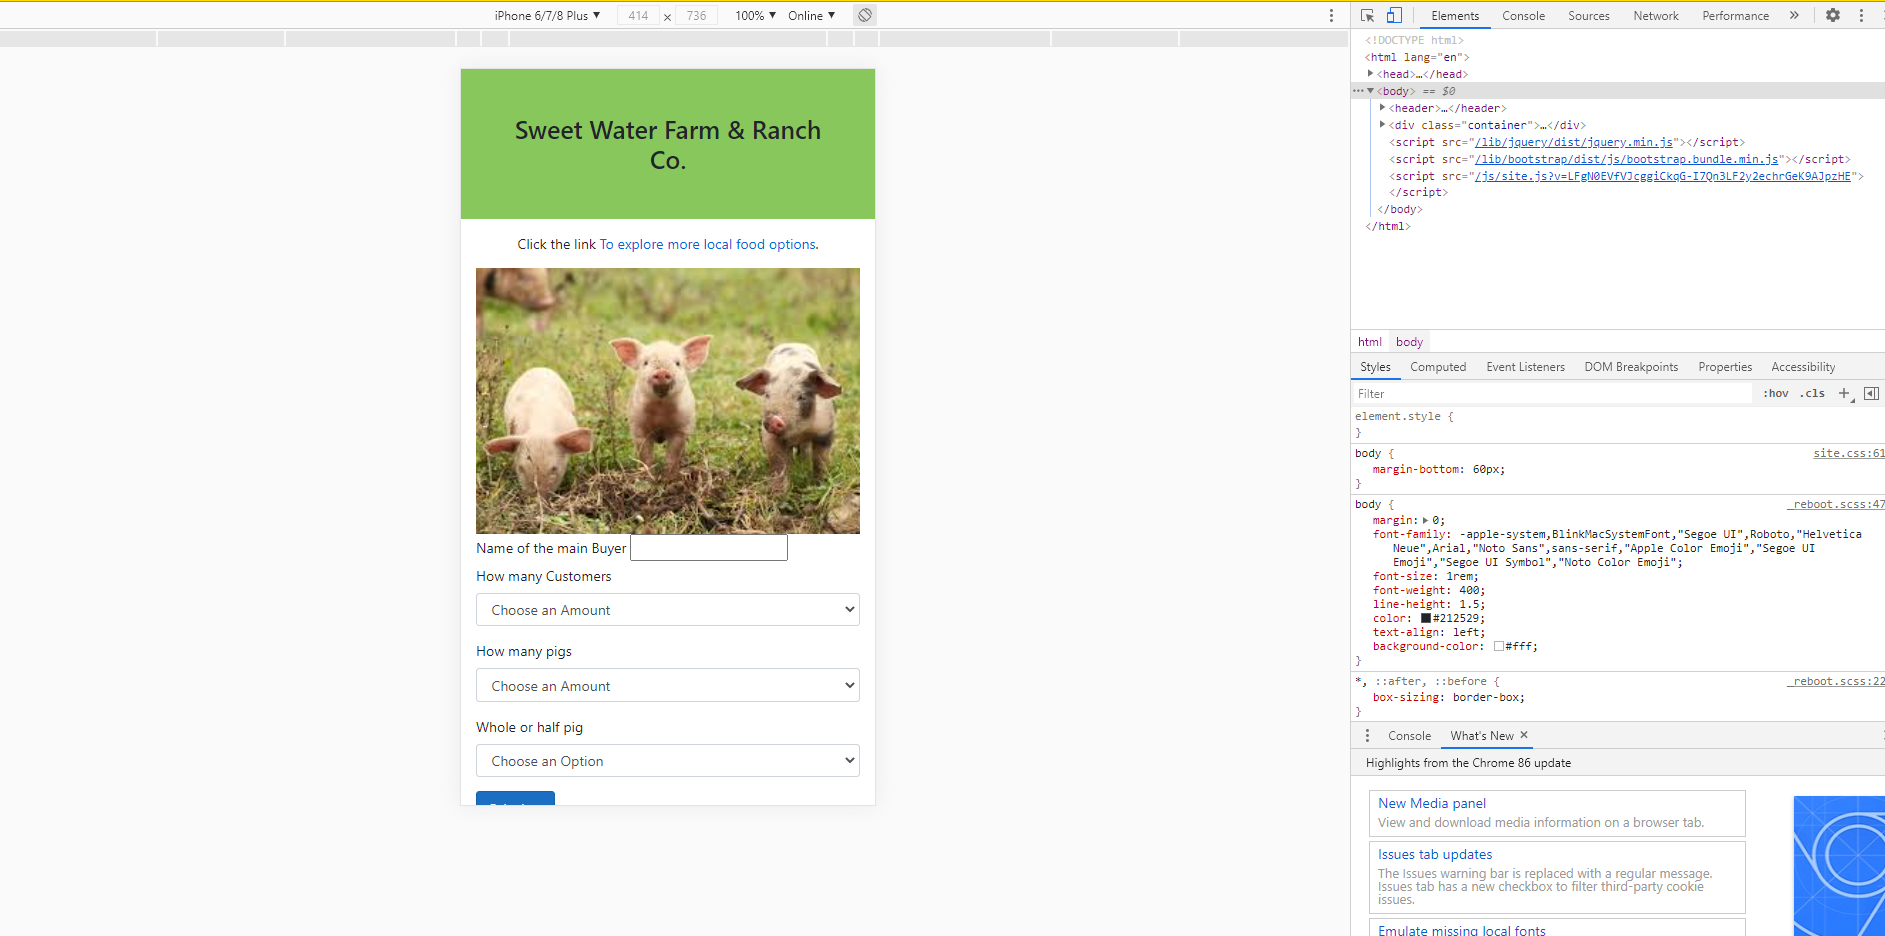 iPhone 6/7/8 Plus ▼ 414 × 736 100% ▼ Online ▼
Sweet Water Farm & Ranch
Co.
Click the link To explore more local food options.
Name of the main Buyer
How many Customers
Choose an Amount
How many pigs
Choose an Amount
Whole or half pig
Choose an Option
Elements Console Sources Network Performance »
<!DOCTYPE html>
<html lang="en">
<head>…</head>
<body> == $0
<header>…</header>
<div class="container">…</div>
<script src="/lib/jquery/dist/jquery.min.js"></script>
<script src="/lib/bootstrap/dist/js/bootstrap.bundle.min.js"></script>
<script src="/js/site.js?v=LFgN0EVfVJcggiCkqG-I7Qn3LF2y2echrGeK9AJpzHE">
</script>
</body>
</html>
html body
Styles Computed Event Listeners DOM Breakpoints Properties Accessibility
Filter :hov .cls +
element.style {
}
body { site.css:61
margin-bottom: 60px;
}
body { _reboot.scss:47
margin: 0;
font-family: -apple-system,BlinkMacSystemFont,"Segoe UI",Roboto,"Helvetica
Neue",Arial,"Noto Sans",sans-serif,"Apple Color Emoji","Segoe UI
Emoji","Segoe UI Symbol","Noto Color Emoji";
font-size: 1rem;
font-weight: 400;
line-height: 1.5;
color: #212529;
text-align: left;
background-color: #fff;
}
*, ::after, ::before { _reboot.scss:22
box-sizing: border-box;
}
Console What's New ×
Highlights from the Chrome 86 update
New Media panel
View and download media information on a browser tab.
Issues tab updates
The Issues warning bar is replaced with a regular message.
Issues tab has a new checkbox to filter third-party cookie
issues.
Emulate missing local fonts